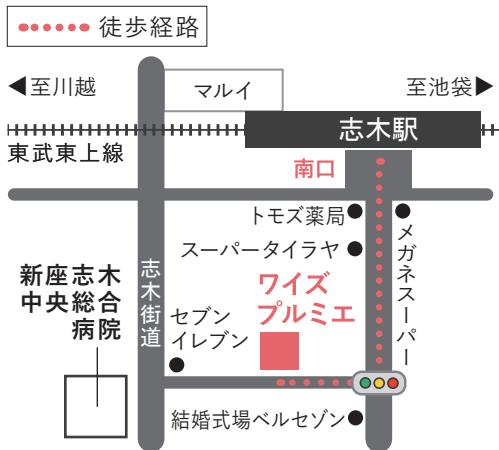 徒歩経路
至川越
マルイ
至池袋
志木駅
東武東上線
南口
トモズ薬局
メガネスーパー
スーパータイラヤ
志木街道
新座志木
中央総合
病院
ワイズ
プルミエ
セブン
イレブン
結婚式場ベルセゾン